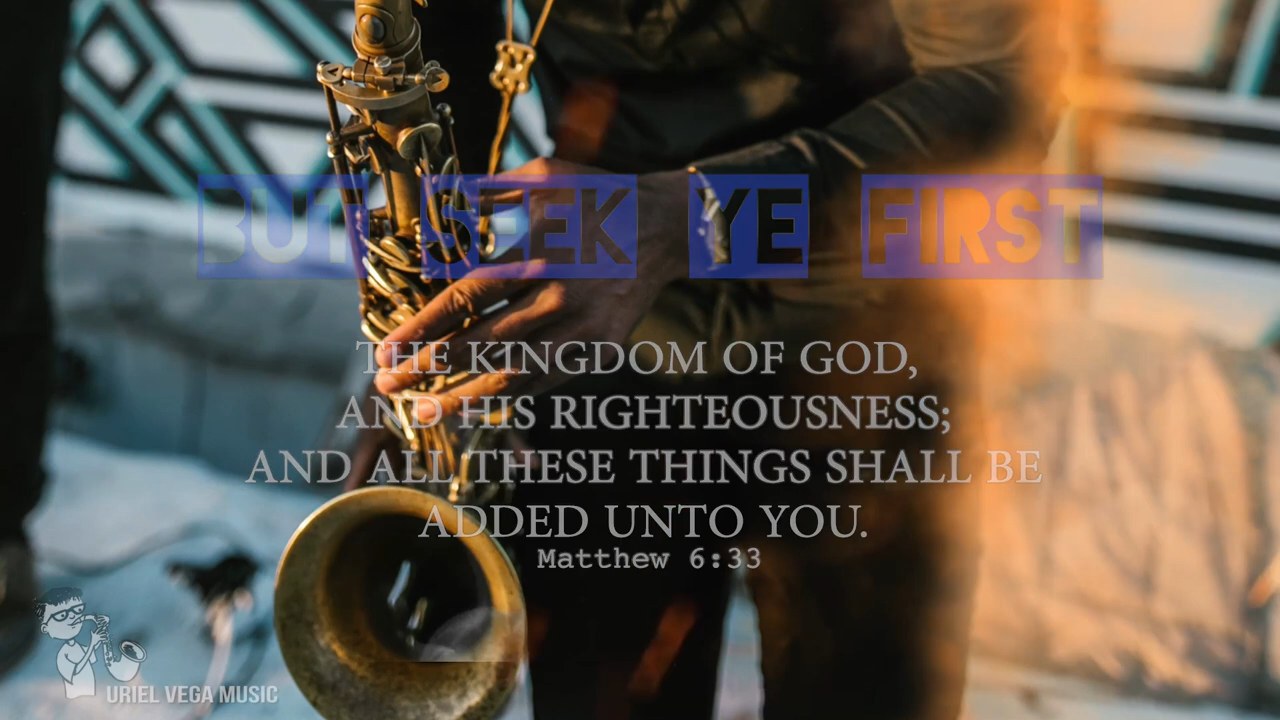 BUT SEEK YE FIRST
THE KINGDOM OF GOD,
AND HIS RIGHTEOUSNESS;
AND ALL THESE THINGS SHALL BE
ADDED UNTO YOU.
Matthew 6:33
URIEL VEGA MUSIC